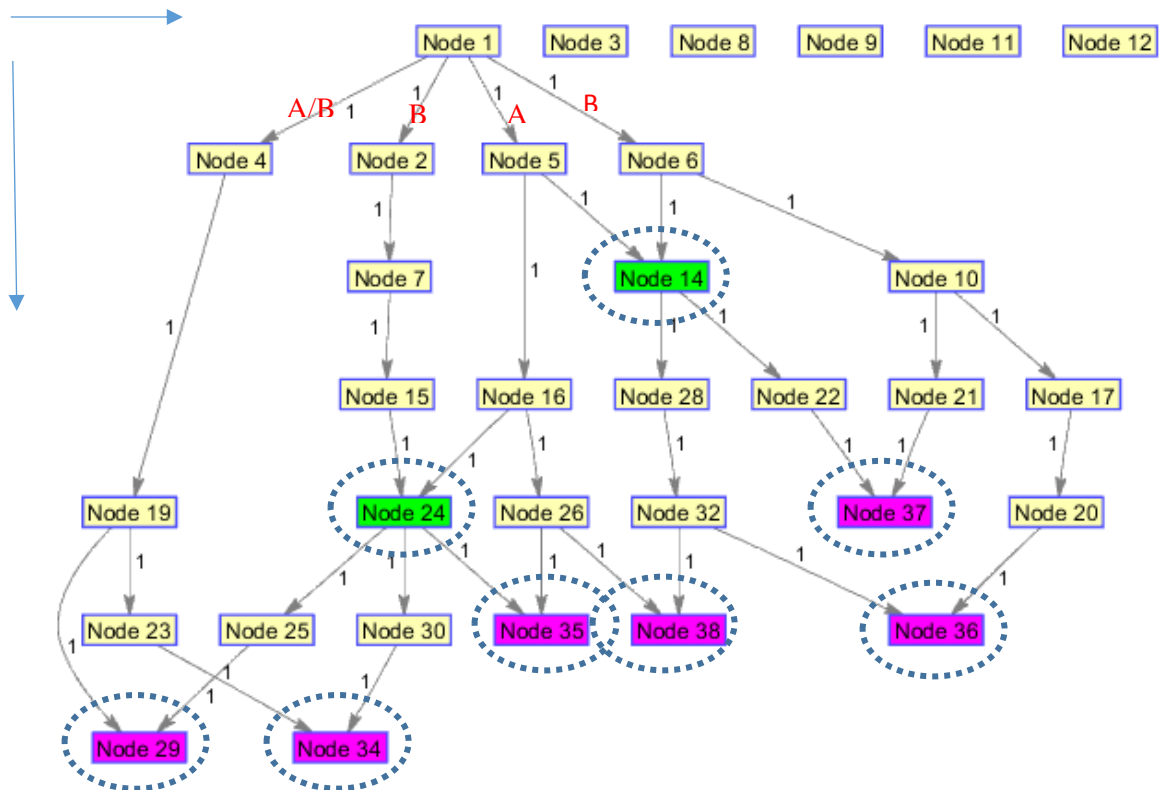 Node 1 Node 3 Node 8 Node 9 Node 11 Node 12
1 1 1 1
A/B B A B
Node 4 Node 2 Node 5 Node 6
1 1 1 1
1
Node 7 Node 14 Node 10
1 1 1 1 1 1
Node 15 Node 16 Node 28 Node 22 Node 21 Node 17
1 1 1 1 1 1 1
Node 19 Node 24 Node 26 Node 32 Node 37 Node 20
1 1 1 1 1 1 1 1 1
Node 23 Node 25 Node 30 Node 35 Node 38 Node 36
1 1 1 1 1
Node 29 Node 34